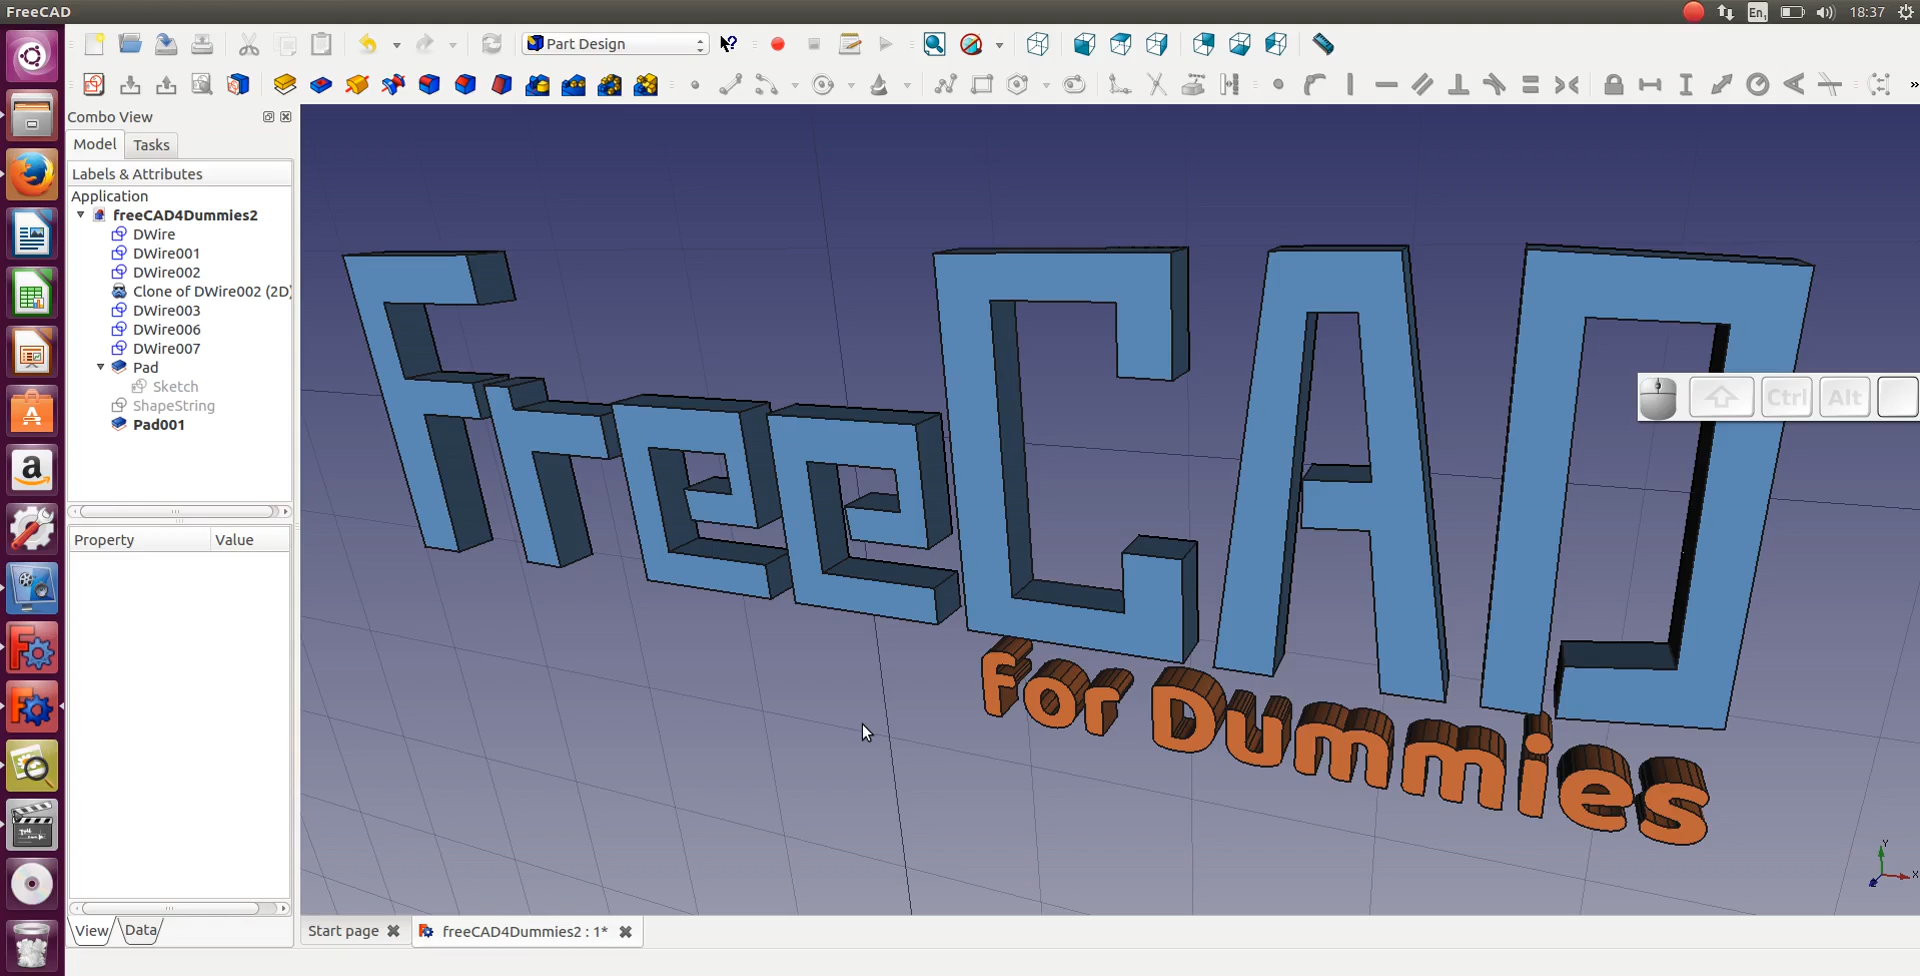 FreeCAD
En
18:37
Part Design
Combo View
Model
Tasks
Labels & Attributes
Application
freeCAD4Dummies2
DWire
DWire001
DWire002
Clone of DWire002 (2D)
DWire003
DWire006
DWire007
Pad
Sketch
ShapeString
Pad001
Property
Value
View
Data
FreeCAD
for Dummies
Ctrl
Alt
Y
X
Start page
freeCAD4Dummies2 : 1*